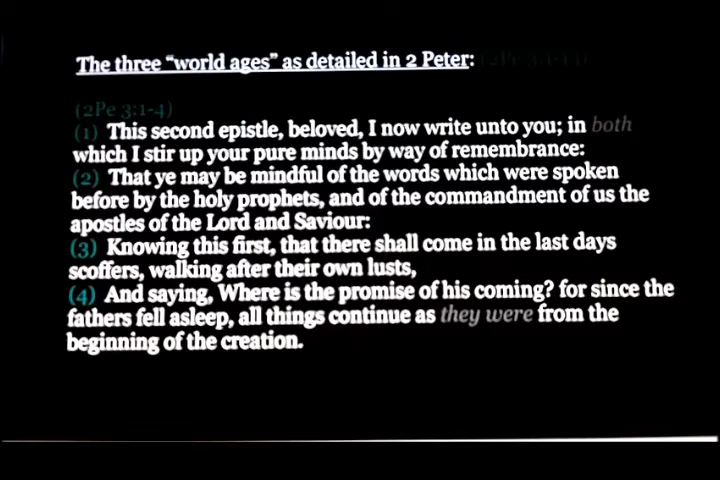 The three “world ages” as detailed in 2 Peter:
(2Pe 3:1-4)
(1) This second epistle, beloved, I now write unto you; in both
which I stir up your pure minds by way of remembrance:
(2) That ye may be mindful of the words which were spoken
before by the holy prophets, and of the commandment of us the
apostles of the Lord and Saviour:
(3) Knowing this first, that there shall come in the last days
scoffers, walking after their own lusts,
(4) And saying, Where is the promise of his coming? for since the
fathers fell asleep, all things continue as they were from the
beginning of the creation.